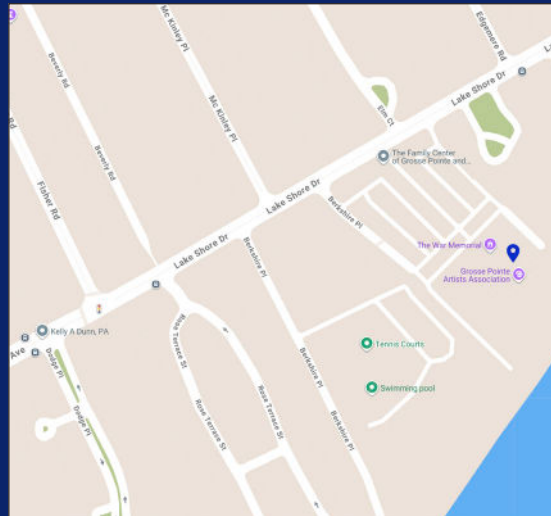 Mc Kinley Pl
Edgemere Rd
Beverly Rd
Lake Shore Dr
Mc Kinley Pl
Elm Ct
The Family Center
of Grosse Pointe and...
Rd
Beverly Rd
Fisher Rd
Lake Shore Dr
Berkshire Pl
The War Memorial
Berkshire Pl
Lake Shore Dr
Grosse Pointe
Artists Association
Kelly A Dunn, PA
Ave
Rose Terrace St
Tennis Courts
Dodge Pl
Berkshire Pl
Swimming pool
Dodge Pl
Rose Terrace St
Rose Terrace St
Berkshire Pl